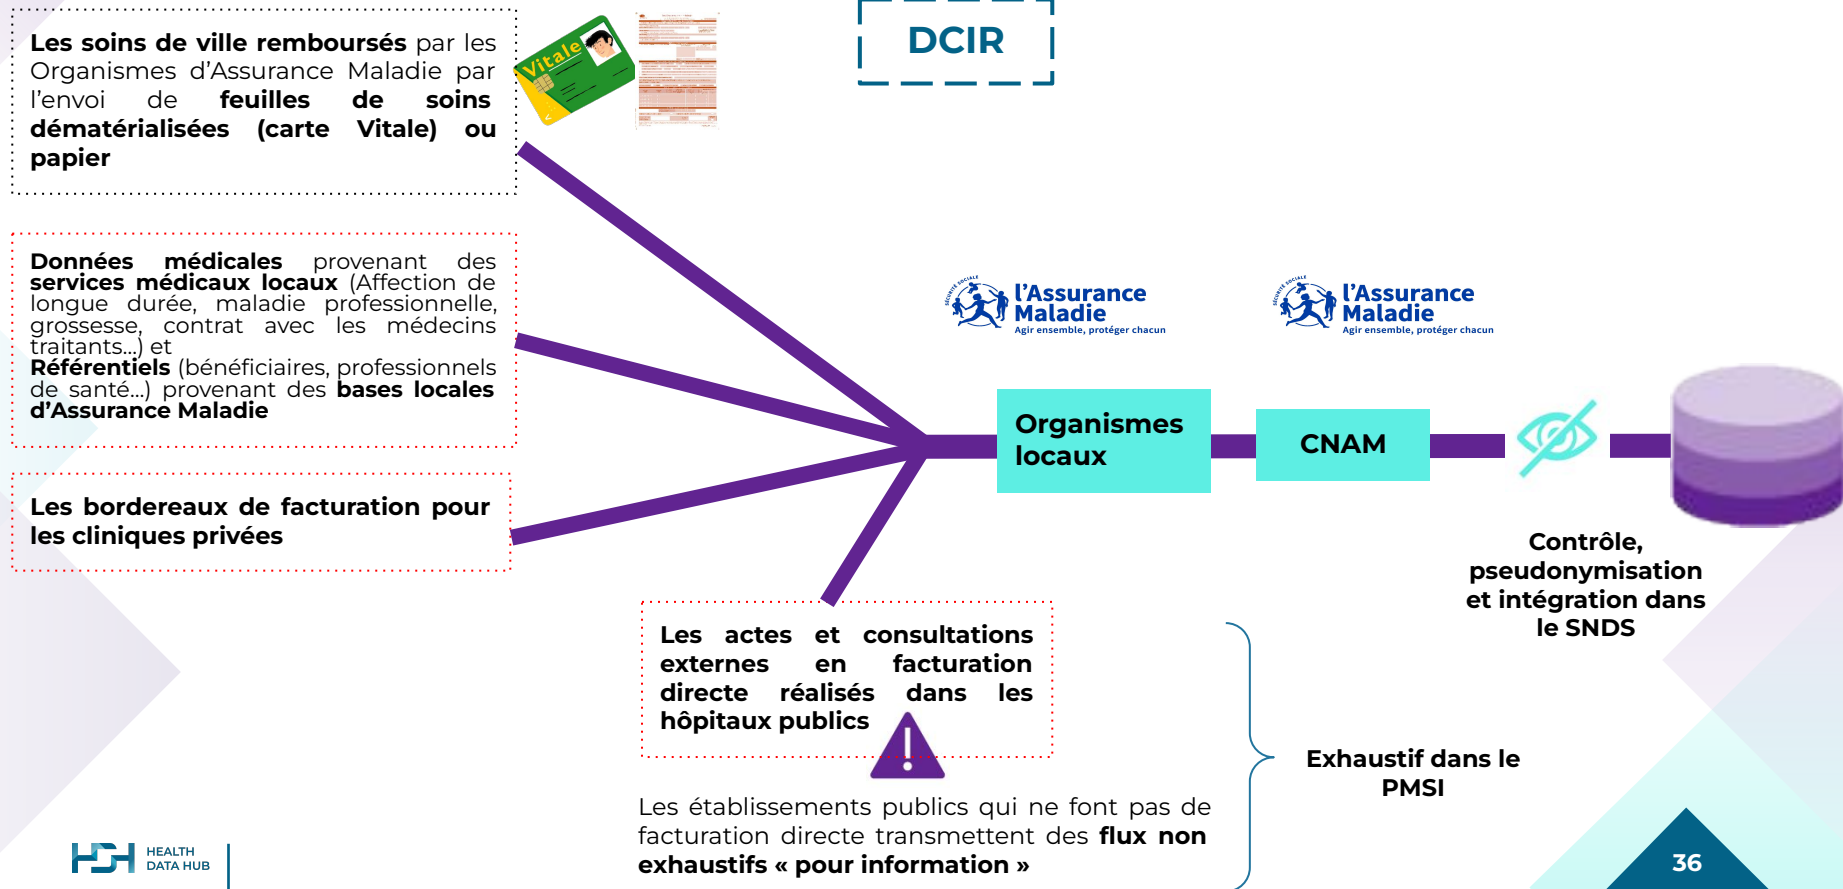 DCIR
Les soins de ville remboursés par les
Organismes d’Assurance Maladie par
l’envoi de feuilles de soins
dématérialisées (carte Vitale) ou
papier
Vitale
Données médicales provenant des
services médicaux locaux (Affection de
longue durée, maladie professionnelle,
grossesse, contrat avec les médecins
traitants...) et
Référentiels (bénéficiaires, professionnels
de santé...) provenant des bases locales
d’Assurance Maladie
Les bordereaux de facturation pour
les cliniques privées
SÉCURITÉ SOCIALE
l’Assurance
Maladie
Agir ensemble, protéger chacun
SÉCURITÉ SOCIALE
l’Assurance
Maladie
Agir ensemble, protéger chacun
Organismes
locaux
CNAM
Contrôle,
pseudonymisation
et intégration dans
le SNDS
Les actes et consultations
externes en facturation
directe réalisés dans les
hôpitaux publics
Les établissements publics qui ne font pas de
facturation directe transmettent des flux non
exhaustifs « pour information »
Exhaustif dans le
PMSI
HDH
HEALTH
DATA HUB
36